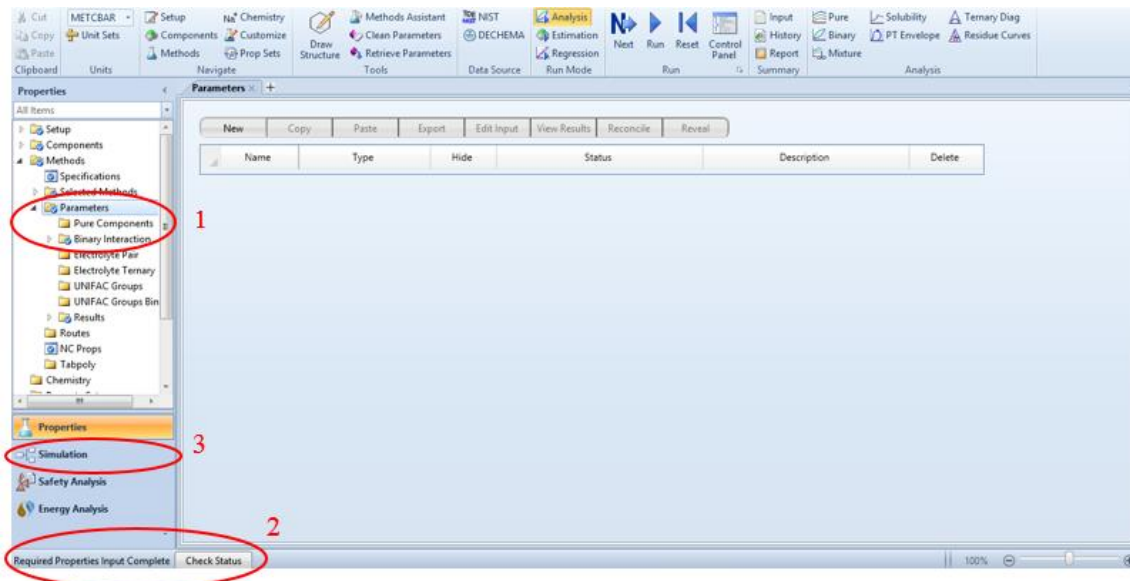 Cut METCBAR Setup Na+ Chemistry Methods Assistant NIST Analysis Input Pure Solubility Ternary Diag
Copy Unit Sets Components Customize Clean Parameters DECHEMA Estimation History Binary PT Envelope Residue Curves
Paste Methods Prop Sets Draw Structure Retrieve Parameters Regression Next Run Reset Control Panel Report Mixture
Clipboard Units Navigate Tools Data Source Run Mode Run Summary Analysis
Properties Parameters
All Items
Setup New Copy Paste Export Edit Input View Results Reconcile Reveal
Components
Methods Name Type Hide Status Description Delete
Specifications
Selected Methods
Parameters
Pure Components 1
Binary Interaction
Electrolyte Pair
Electrolyte Ternary
UNIFAC Groups
UNIFAC Groups Bin
Results
Routes
NC Props
Tabpoly
Chemistry
Properties
Simulation 3
Safety Analysis
Energy Analysis
2
Required Properties Input Complete Check Status 100%